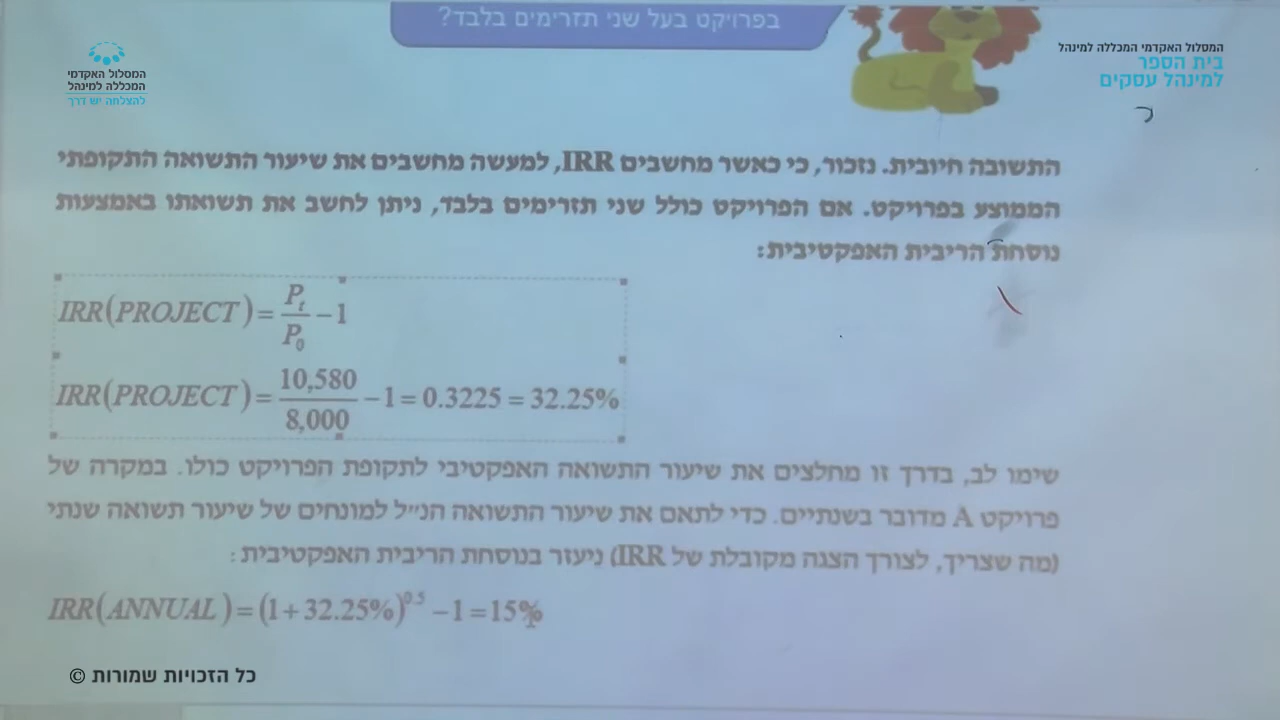 בפרויקט בעל שני תזרימים בלבד?
המסלול האקדמי
המכללה למינהל
להצלחה יש דרך
המסלול האקדמי המכללה למינהל
בית הספר
למינהל עסקים
התשובה חיובית. נזכור, כי כאשר מחשבים IRR, למעשה מחשבים את שיעור התשואה התקופתי
הממוצע בפרויקט. אם הפרויקט כולל שני תזרימים בלבד, ניתן לחשב את תשואתו באמצעות
נוסחת הריבית האפקטיבית:
IRR(PROJECT) = P_t / P_0 − 1
IRR(PROJECT) = 10,580 / 8,000 − 1 = 0.3225 = 32.25%
שימו לב, בדרך זו מחלצים את שיעור התשואה האפקטיבי לתקופת הפרויקט כולו. במקרה של
פרויקט A מדובר בשנתיים. כדי לתאם את שיעור התשואה הנ״ל למונחים של שיעור תשואה שנתי
(מה שצריך, לצורך הצגה מקובלת של IRR) ניעזר בנוסחת הריבית האפקטיבית:
IRR(ANNUAL) = (1 + 32.25%)^0.5 − 1 = 15%
כל הזכויות שמורות ©